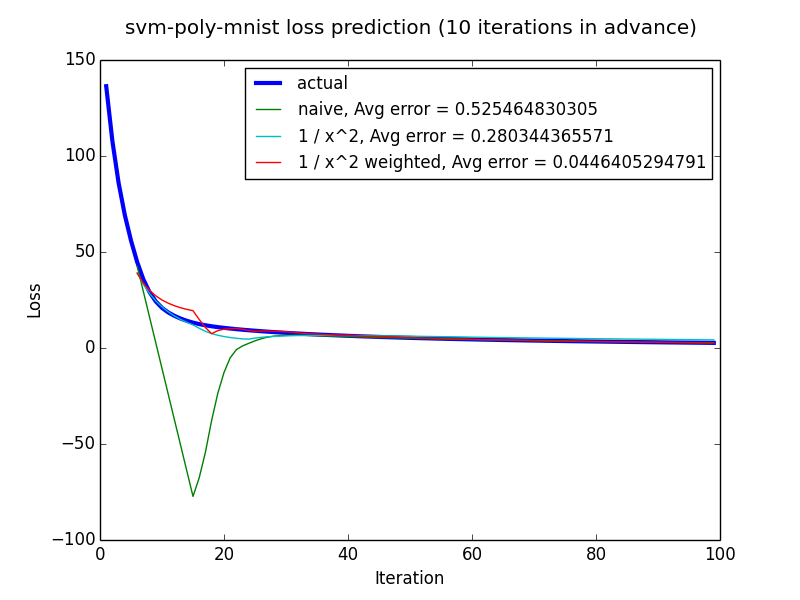 svm-poly-mnist loss prediction (10 iterations in advance)
actual
naive, Avg error = 0.525464830305
1 / x^2, Avg error = 0.280344365571
1 / x^2 weighted, Avg error = 0.0446405294791
150
100
50
0
−50
−100
Loss
0 20 40 60 80 100
Iteration